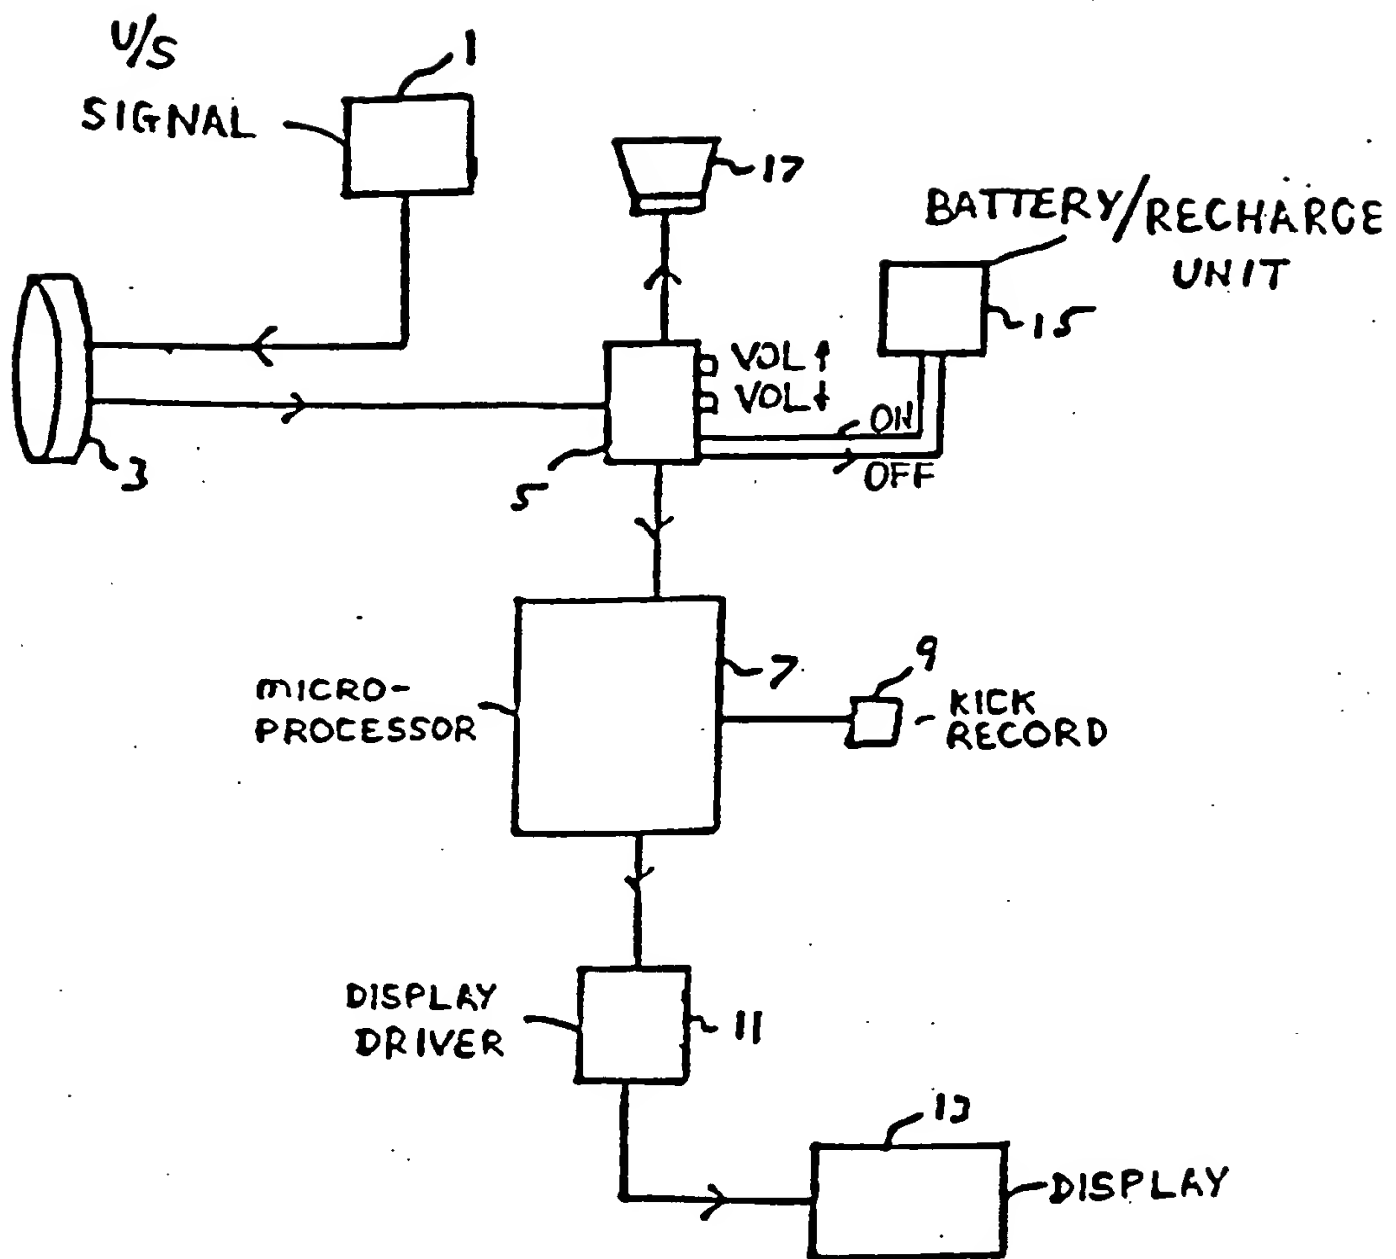 U/S
SIGNAL
1
17
BATTERY/RECHARGE
UNIT
15
VOL ↑
VOL ↓
ON
OFF
3
5
7
9
MICRO-
PROCESSOR
KICK
RECORD
DISPLAY
DRIVER
11
13
DISPLAY